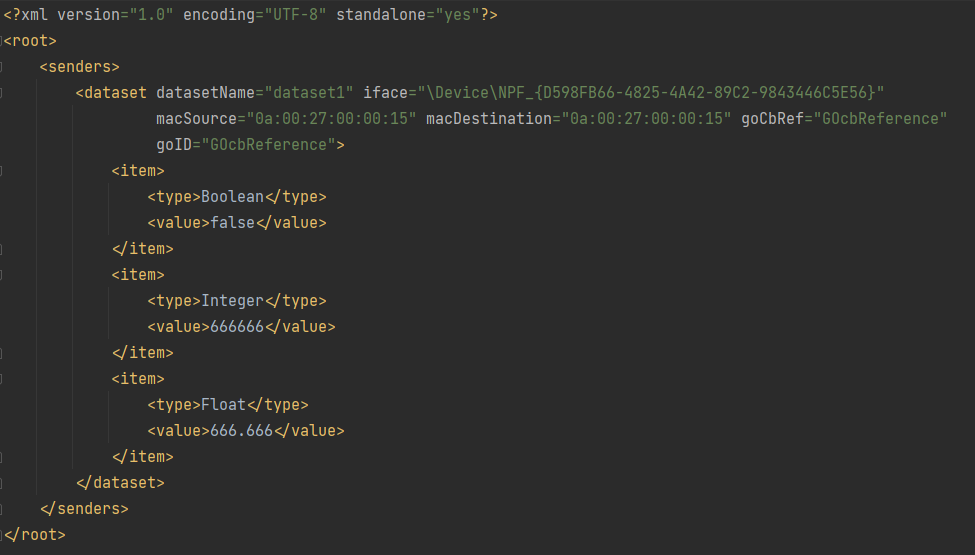 <?xml version="1.0" encoding="UTF-8" standalone="yes"?>
<root>
    <senders>
        <dataset datasetName="dataset1" iface="\Device\NPF_{D598FB66-4825-4A42-89C2-9843446C5E56}"
                 macSource="0a:00:27:00:00:15" macDestination="0a:00:27:00:00:15" goCbRef="GOcbReference"
                 goID="GOcbReference">
            <item>
                <type>Boolean</type>
                <value>false</value>
            </item>
            <item>
                <type>Integer</type>
                <value>666666</value>
            </item>
            <item>
                <type>Float</type>
                <value>666.666</value>
            </item>
        </dataset>
    </senders>
</root>